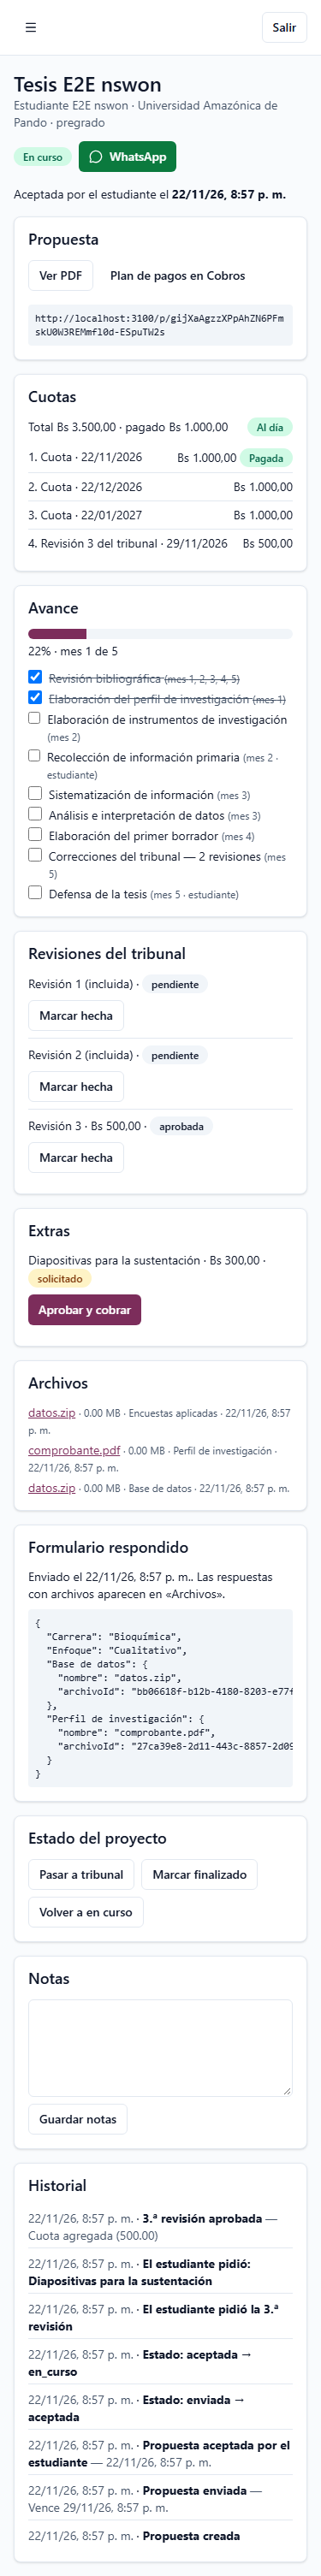 ☰ Salir
Tesis E2E nswon
Estudiante E2E nswon · Universidad Amazónica de
Pando · pregrado
En curso WhatsApp
Aceptada por el estudiante el 22/11/26, 8:57 p. m.
Propuesta
Ver PDF Plan de pagos en Cobros
http://localhost:3100/p/gijXaAgzzXPpAhZN6PFm
skU0W3REMmfl0d-ESpuTW2s
Cuotas
Total Bs 3.500,00 · pagado Bs 1.000,00 Al día
1. Cuota · 22/11/2026 Bs 1.000,00 Pagada
2. Cuota · 22/12/2026 Bs 1.000,00
3. Cuota · 22/01/2027 Bs 1.000,00
4. Revisión 3 del tribunal · 29/11/2026 Bs 500,00
Avance
22% · mes 1 de 5
Revisión bibliográfica (mes 1, 2, 3, 4, 5)
Elaboración del perfil de investigación (mes 1)
Elaboración de instrumentos de investigación
(mes 2)
Recolección de información primaria (mes 2 ·
estudiante)
Sistematización de información (mes 3)
Análisis e interpretación de datos (mes 3)
Elaboración del primer borrador (mes 4)
Correcciones del tribunal — 2 revisiones (mes
5)
Defensa de la tesis (mes 5 · estudiante)
Revisiones del tribunal
Revisión 1 (incluida) · pendiente
Marcar hecha
Revisión 2 (incluida) · pendiente
Marcar hecha
Revisión 3 · Bs 500,00 · aprobada
Marcar hecha
Extras
Diapositivas para la sustentación · Bs 300,00 ·
solicitado
Aprobar y cobrar
Archivos
datos.zip · 0.00 MB · Encuestas aplicadas · 22/11/26, 8:57
p. m.
comprobante.pdf · 0.00 MB · Perfil de investigación ·
22/11/26, 8:57 p. m.
datos.zip · 0.00 MB · Base de datos · 22/11/26, 8:57 p. m.
Formulario respondido
Enviado el 22/11/26, 8:57 p. m.. Las respuestas
con archivos aparecen en «Archivos».
{
"Carrera": "Bioquímica",
"Enfoque": "Cualitativo",
"Base de datos": {
"nombre": "datos.zip",
"archivoId": "bb06618f-b12b-4180-8203-e77f
},
"Perfil de investigación": {
"nombre": "comprobante.pdf",
"archivoId": "27ca39e8-2d11-443c-8857-2d09
}
}
Estado del proyecto
Pasar a tribunal Marcar finalizado
Volver a en curso
Notas
Guardar notas
Historial
22/11/26, 8:57 p. m. · 3.ª revisión aprobada —
Cuota agregada (500.00)
22/11/26, 8:57 p. m. · El estudiante pidió:
Diapositivas para la sustentación
22/11/26, 8:57 p. m. · El estudiante pidió la 3.ª
revisión
22/11/26, 8:57 p. m. · Estado: aceptada →
en_curso
22/11/26, 8:57 p. m. · Estado: enviada →
aceptada
22/11/26, 8:57 p. m. · Propuesta aceptada por el
estudiante — 22/11/26, 8:57 p. m.
22/11/26, 8:57 p. m. · Propuesta enviada —
Vence 29/11/26, 8:57 p. m.
22/11/26, 8:57 p. m. · Propuesta creada